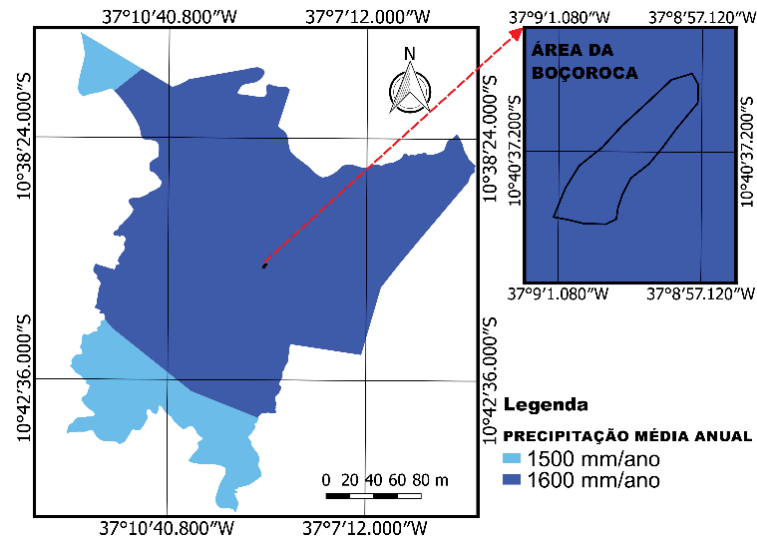 37°10'40.800"W 37°7'12.000"W
37°9'1.080"W 37°8'57.120"W
N
ÁREA DA
BOÇOROCA
10°38'24.000"S
10°38'24.000"S
10°40'37.200"S
10°40'37.200"S
10°42'36.000"S
10°42'36.000"S
37°9'1.080"W 37°8'57.120"W
Legenda
PRECIPITAÇÃO MÉDIA ANUAL
1500 mm/ano
1600 mm/ano
0 20 40 60 80 m
37°10'40.800"W 37°7'12.000"W